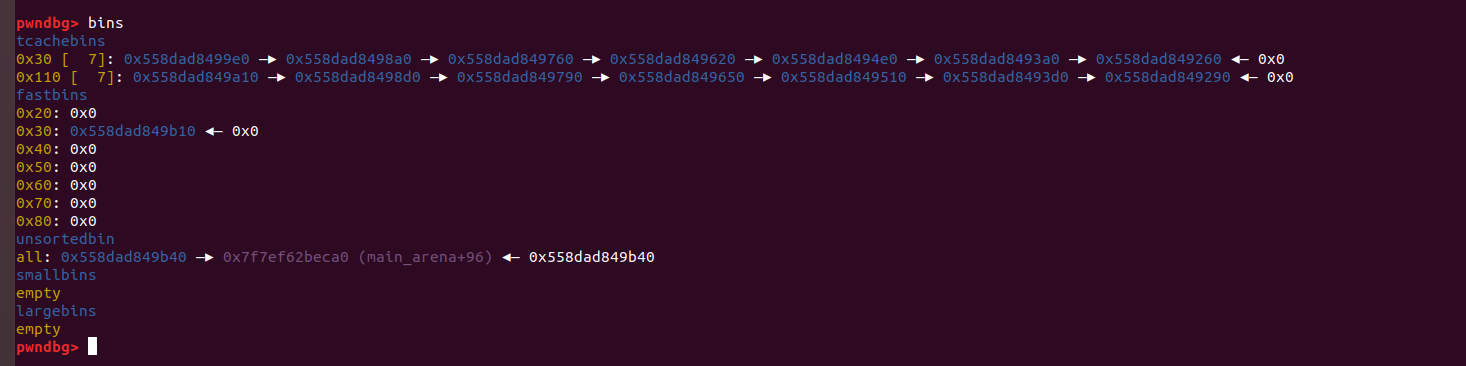 pwndbg> bins
tcachebins
0x30 [  7]: 0x558dad8499e0 —▸ 0x558dad8498a0 —▸ 0x558dad849760 —▸ 0x558dad849620 —▸ 0x558dad8494e0 —▸ 0x558dad8493a0 —▸ 0x558dad849260 ◂— 0x0
0x110 [  7]: 0x558dad849a10 —▸ 0x558dad8498d0 —▸ 0x558dad849790 —▸ 0x558dad849650 —▸ 0x558dad849510 —▸ 0x558dad8493d0 —▸ 0x558dad849290 ◂— 0x0
fastbins
0x20: 0x0
0x30: 0x558dad849b10 ◂— 0x0
0x40: 0x0
0x50: 0x0
0x60: 0x0
0x70: 0x0
0x80: 0x0
unsortedbin
all: 0x558dad849b40 —▸ 0x7f7ef62beca0 (main_arena+96) ◂— 0x558dad849b40
smallbins
empty
largebins
empty
pwndbg>